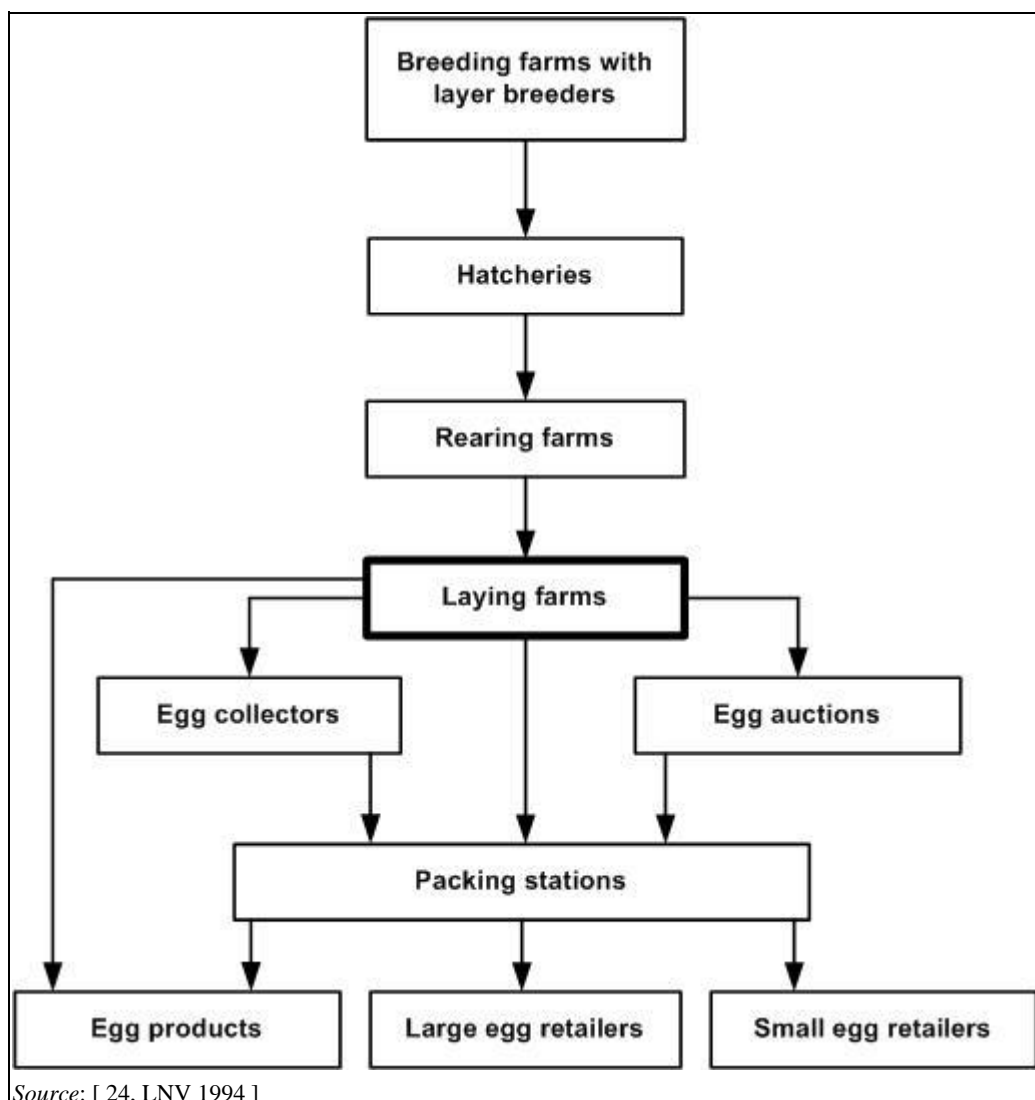 Breeding farms with
layer breeders
Hatcheries
Rearing farms
Laying farms
Egg collectors
Egg auctions
Packing stations
Egg products
Large egg retailers
Small egg retailers
Source: [ 24, LNV 1994 ]